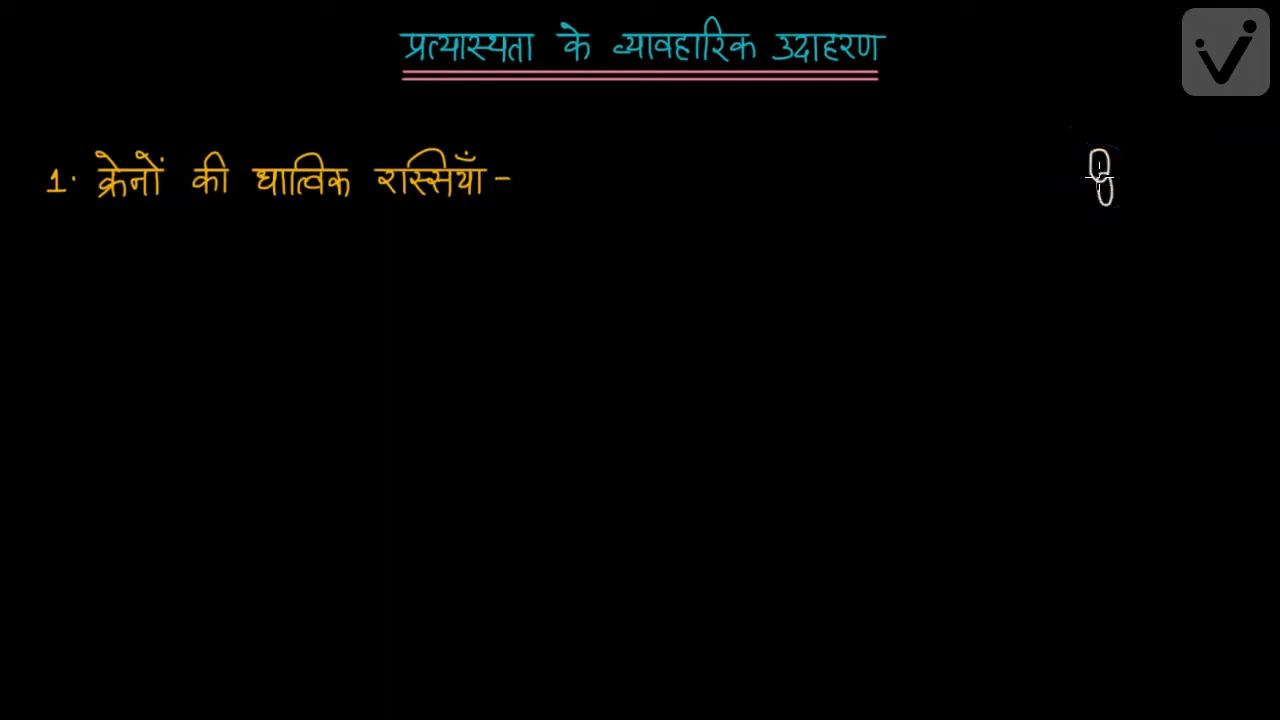 प्रत्यास्थता के व्यावहारिक उदाहरण
1. क्रेनों की धात्विक रस्सियाँ -